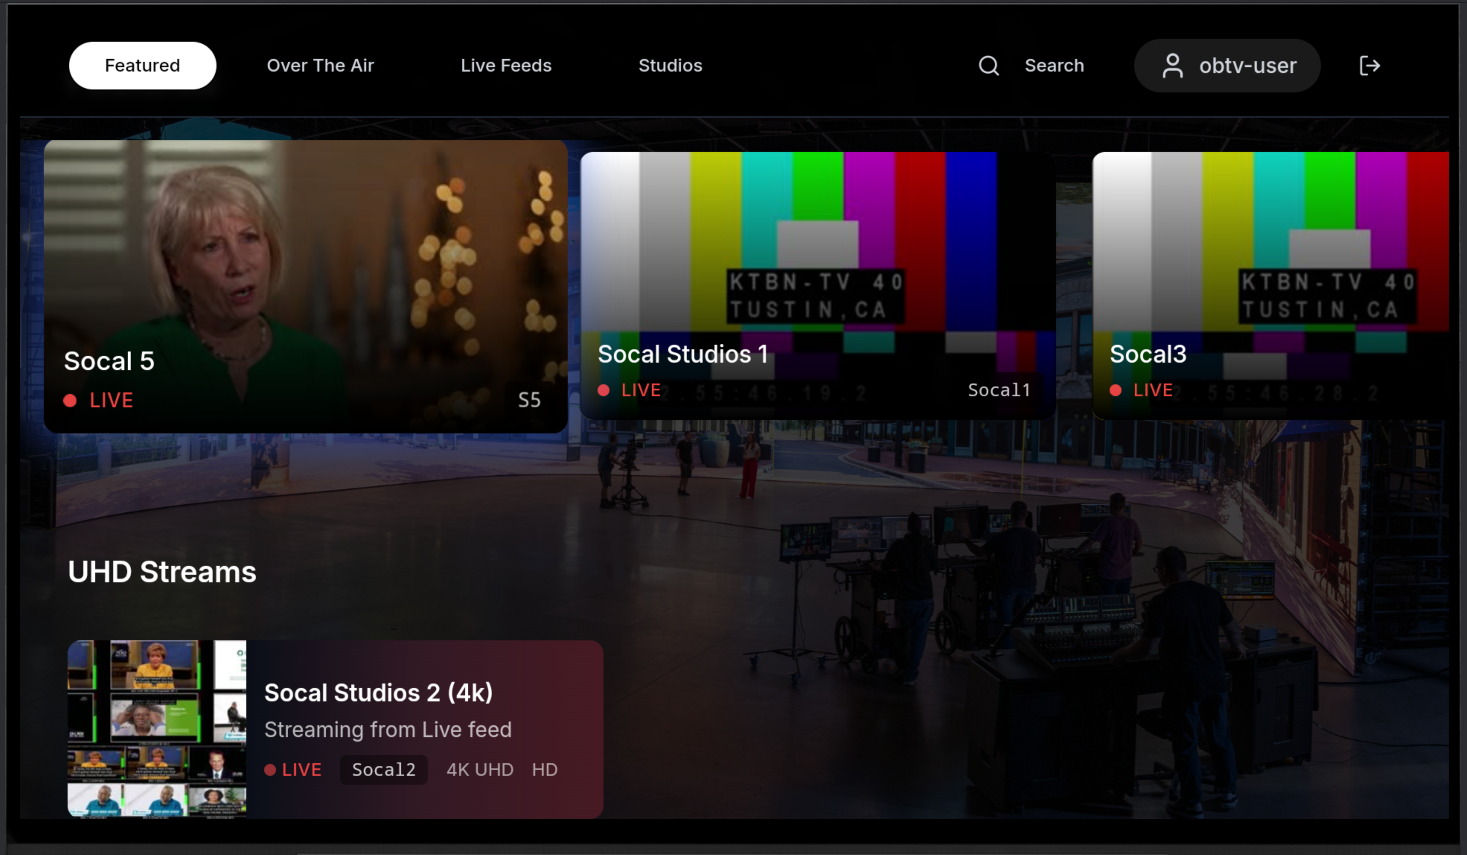 Featured
Over The Air
Live Feeds
Studios
Search
obtv-user
Socal 5
LIVE
S5
KTBN-TV 40
TUSTIN,CA
Socal Studios 1
LIVE
Socal1
KTBN-TV 40
TUSTIN,CA
Socal3
LIVE
UHD Streams
Socal Studios 2 (4k)
Streaming from Live feed
LIVE
Socal2
4K UHD
HD